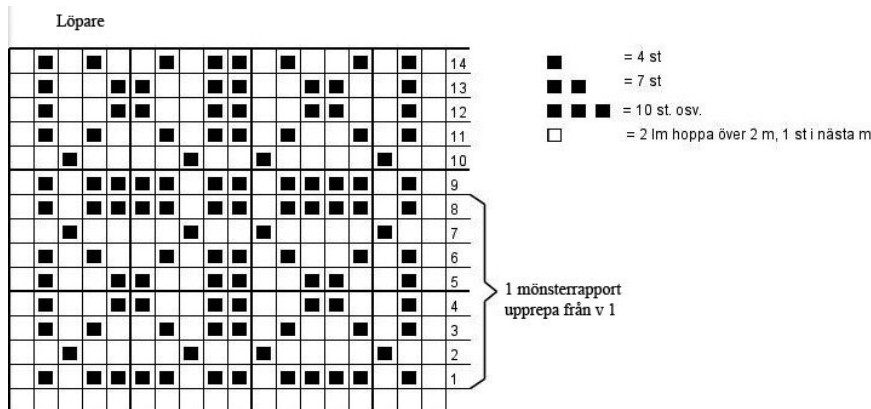 Löpare
14
13
12
11
10
9
8
7
6
5
4
3
2
1
= 4 st
= 7 st
= 10 st. osv.
= 2 lm hoppa över 2 m, 1 st i nästa m
1 mönsterrapport
upprepa från v 1